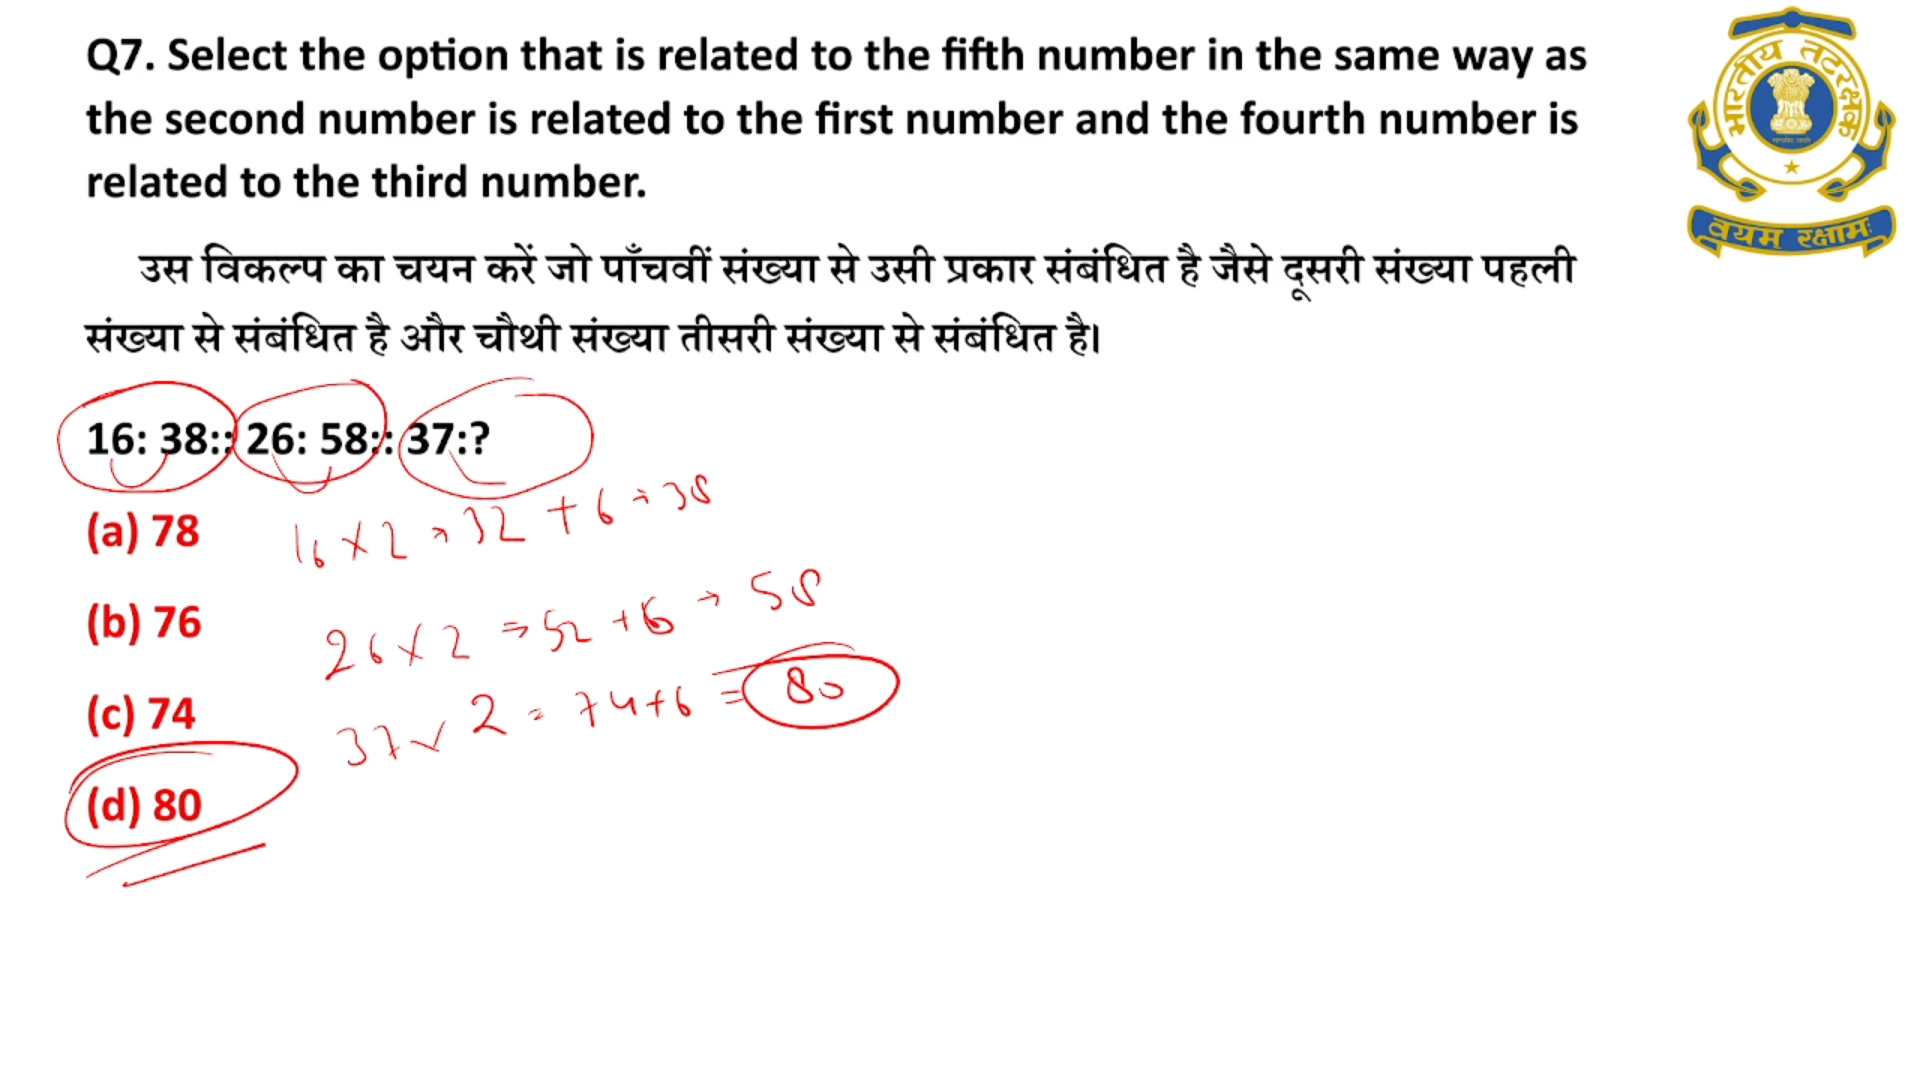 Q7. Select the option that is related to the fifth number in the same way as
the second number is related to the first number and the fourth number is
related to the third number.
उस विकल्प का चयन करें जो पाँचवीं संख्या से उसी प्रकार संबंधित है जैसे दूसरी संख्या पहली
संख्या से संबंधित है और चौथी संख्या तीसरी संख्या से संबंधित है।
16: 38:: 26: 58:: 37:?
(a) 78
16 × 2 → 32 + 6 → 38
(b) 76
26 × 2 ⇒ 52 + 6 → 58
(c) 74
37 × 2 = 74 + 6 = 80
(d) 80
भारतीय तटरक्षक
वयम् रक्षामः